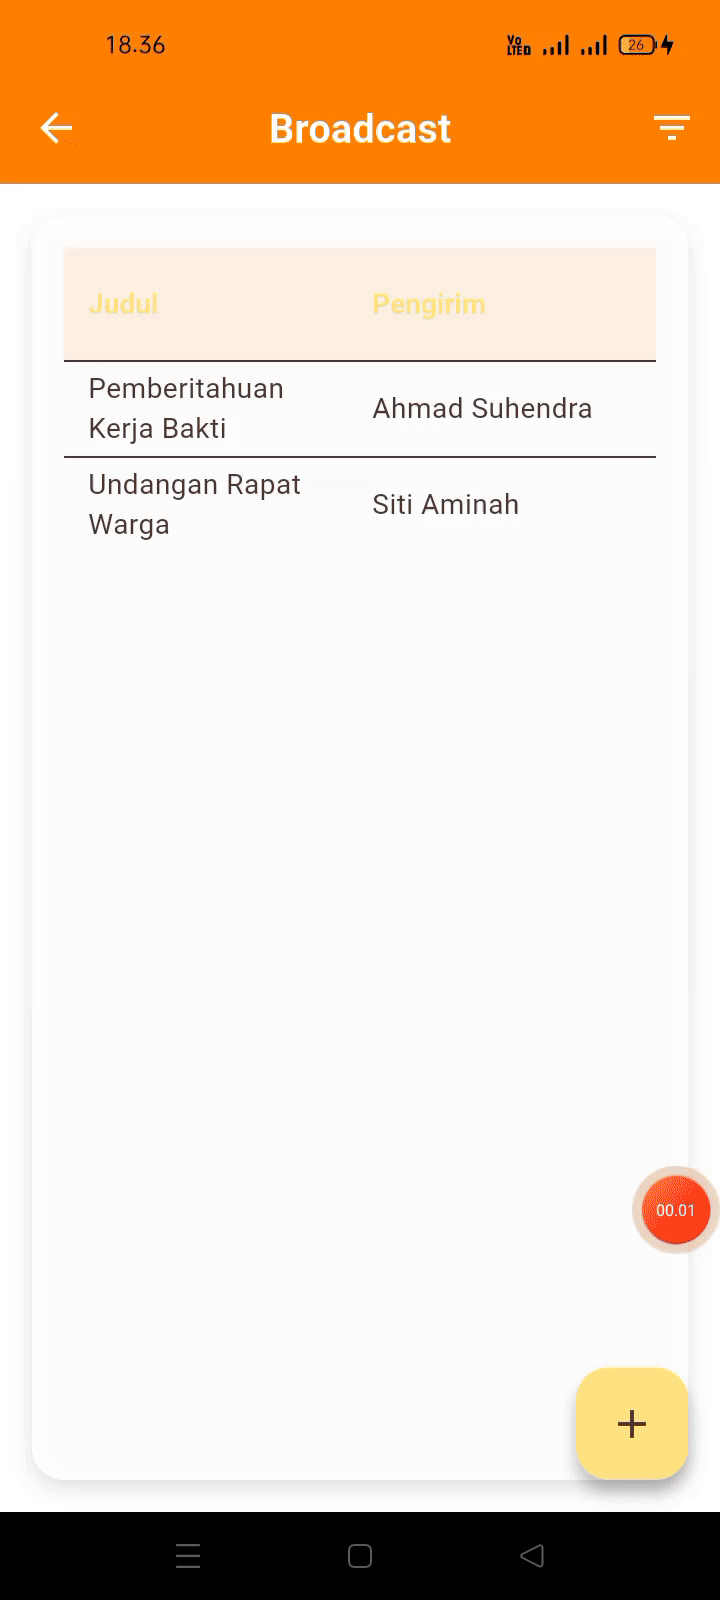 18.36
Vo LTED 26
Broadcast
Judul Pengirim
Pemberitahuan
Kerja Bakti
Ahmad Suhendra
Undangan Rapat
Warga
Siti Aminah
00.01